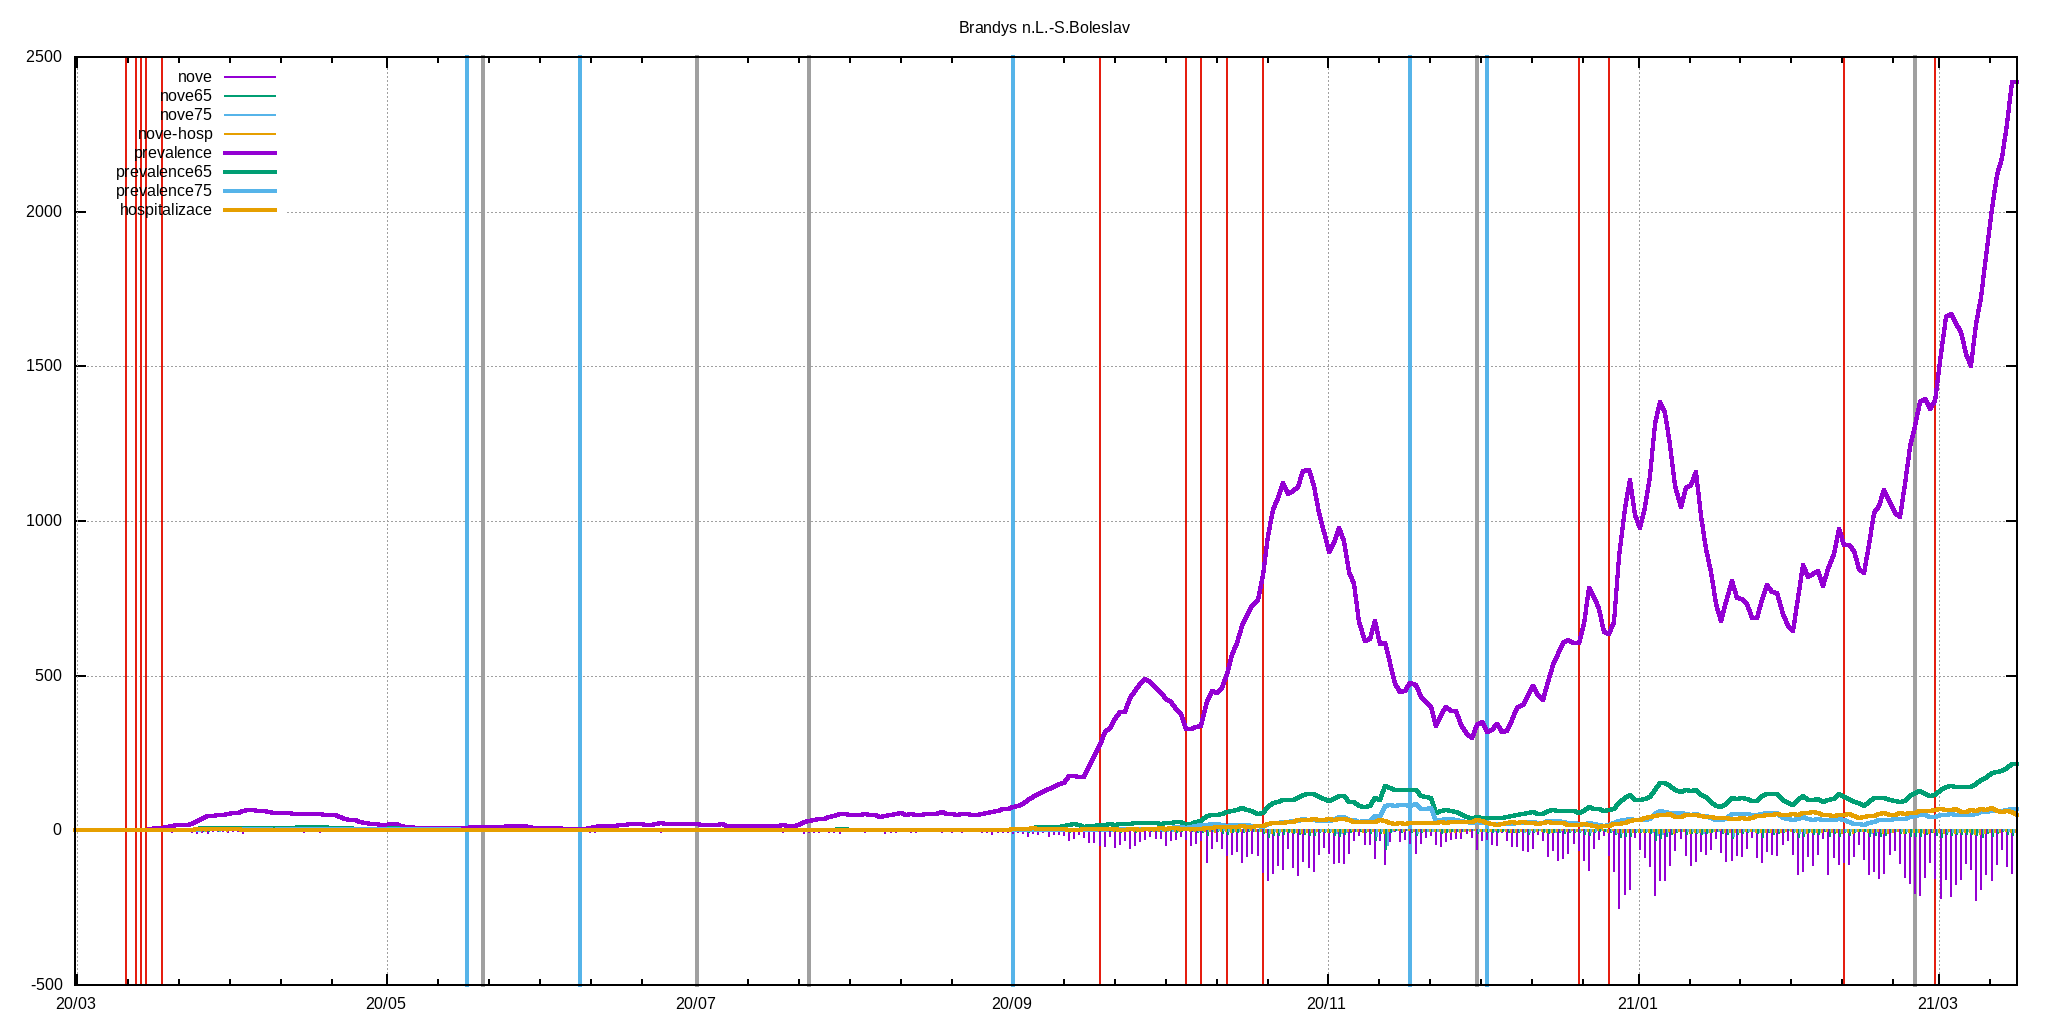 Brandys n.L.-S.Boleslav
2500
2000
1500
1000
500
0
-500
nove
nove65
nove75
nove-hosp
prevalence
prevalence65
prevalence75
hospitalizace
20/03
20/05
20/07
20/09
20/11
21/01
21/03